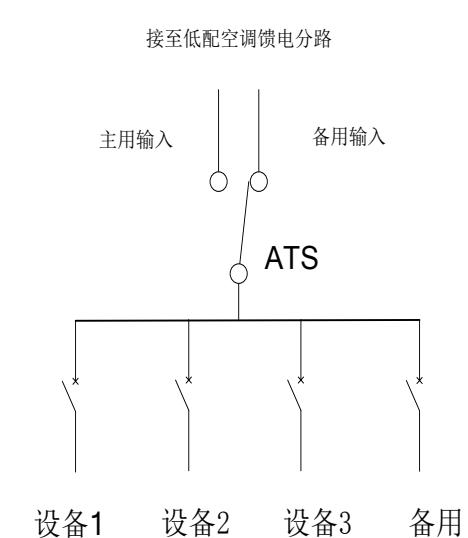 接至低配空调馈电分路
主用输入
备用输入
ATS
设备1
设备2
设备3
备用